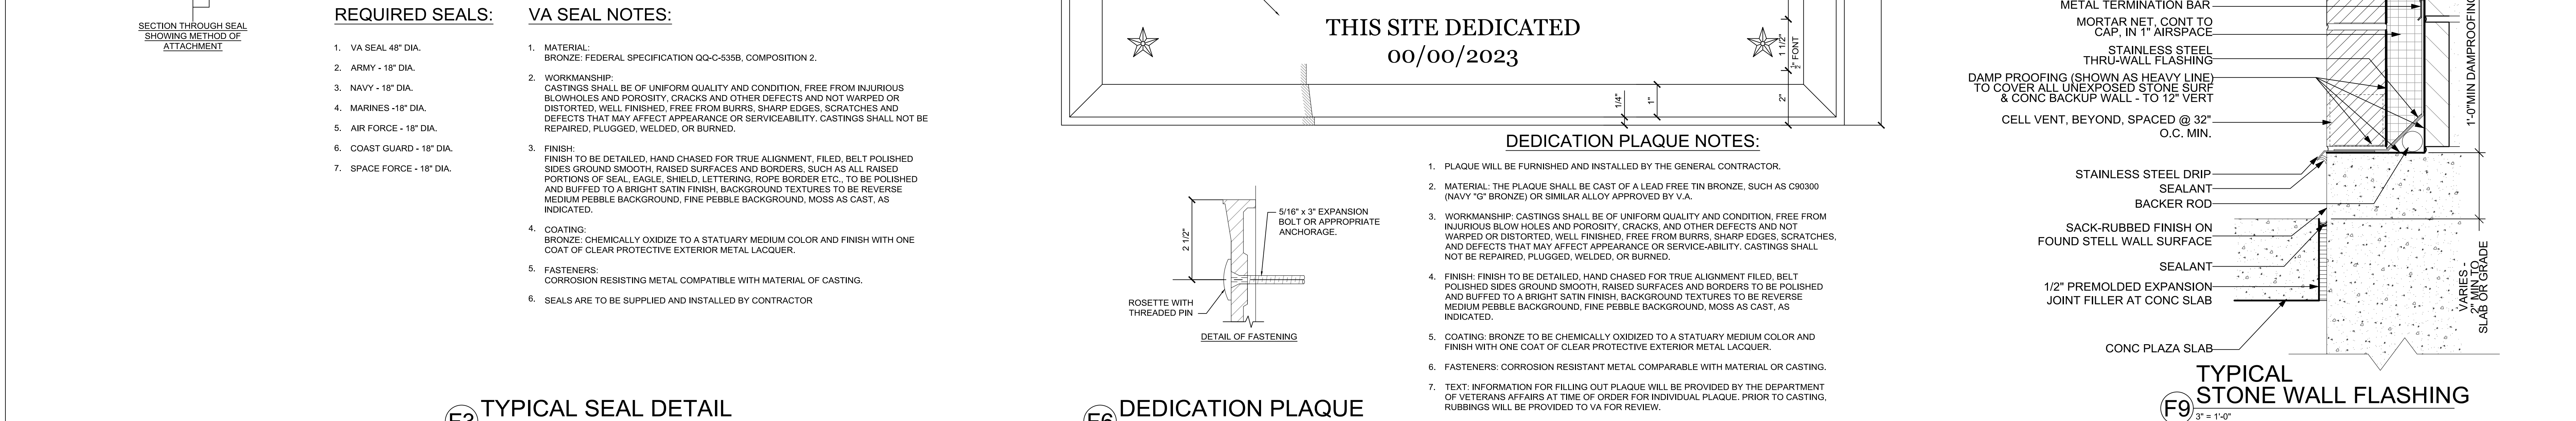 SECTION THROUGH SEAL
SHOWING METHOD OF
ATTACHMENT
REQUIRED SEALS:
1. VA SEAL 48" DIA.
2. ARMY - 18" DIA.
3. NAVY - 18" DIA.
4. MARINES -18" DIA.
5. AIR FORCE - 18" DIA.
6. COAST GUARD - 18" DIA.
7. SPACE FORCE - 18" DIA.
VA SEAL NOTES:
1. MATERIAL:
BRONZE: FEDERAL SPECIFICATION QQ-C-535B, COMPOSITION 2.
2. WORKMANSHIP:
CASTINGS SHALL BE OF UNIFORM QUALITY AND CONDITION, FREE FROM INJURIOUS
BLOWHOLES AND POROSITY, CRACKS AND OTHER DEFECTS AND NOT WARPED OR
DISTORTED, WELL FINISHED, FREE FROM BURRS, SHARP EDGES, SCRATCHES AND
DEFECTS THAT MAY AFFECT APPEARANCE OR SERVICEABILITY. CASTINGS SHALL NOT BE
REPAIRED, PLUGGED, WELDED, OR BURNED.
3. FINISH:
FINISH TO BE DETAILED, HAND CHASED FOR TRUE ALIGNMENT, FILED, BELT POLISHED
SIDES GROUND SMOOTH, RAISED SURFACES AND BORDERS, SUCH AS ALL RAISED
PORTIONS OF SEAL, EAGLE, SHIELD, LETTERING, ROPE BORDER ETC., TO BE POLISHED
AND BUFFED TO A BRIGHT SATIN FINISH, BACKGROUND TEXTURES TO BE REVERSE
MEDIUM PEBBLE BACKGROUND, FINE PEBBLE BACKGROUND, MOSS AS CAST, AS
INDICATED.
4. COATING:
BRONZE: CHEMICALLY OXIDIZE TO A STATUARY MEDIUM COLOR AND FINISH WITH ONE
COAT OF CLEAR PROTECTIVE EXTERIOR METAL LACQUER.
5. FASTENERS:
CORROSION RESISTING METAL COMPATIBLE WITH MATERIAL OF CASTING.
6. SEALS ARE TO BE SUPPLIED AND INSTALLED BY CONTRACTOR
TYPICAL SEAL DETAIL
THIS SITE DEDICATED
00/00/2023
1 1/2"
1/2" FONT
1/4"
1"
2"
2 1/2"
5/16" x 3" EXPANSION
BOLT OR APPROPRIATE
ANCHORAGE.
ROSETTE WITH
THREADED PIN
DETAIL OF FASTENING
DEDICATION PLAQUE
DEDICATION PLAQUE NOTES:
1. PLAQUE WILL BE FURNISHED AND INSTALLED BY THE GENERAL CONTRACTOR.
2. MATERIAL: THE PLAQUE SHALL BE CAST OF A LEAD FREE TIN BRONZE, SUCH AS C90300
(NAVY "G" BRONZE) OR SIMILAR ALLOY APPROVED BY V.A.
3. WORKMANSHIP: CASTINGS SHALL BE OF UNIFORM QUALITY AND CONDITION, FREE FROM
INJURIOUS BLOW HOLES AND POROSITY, CRACKS, AND OTHER DEFECTS AND NOT
WARPED OR DISTORTED, WELL FINISHED, FREE FROM BURRS, SHARP EDGES, SCRATCHES,
AND DEFECTS THAT MAY AFFECT APPEARANCE OR SERVICE-ABILITY. CASTINGS SHALL
NOT BE REPAIRED, PLUGGED, WELDED, OR BURNED.
4. FINISH: FINISH TO BE DETAILED, HAND CHASED FOR TRUE ALIGNMENT FILED, BELT
POLISHED SIDES GROUND SMOOTH, RAISED SURFACES AND BORDERS TO BE POLISHED
AND BUFFED TO A BRIGHT SATIN FINISH, BACKGROUND TEXTURES TO BE REVERSE
MEDIUM PEBBLE BACKGROUND, FINE PEBBLE BACKGROUND, MOSS AS CAST, AS
INDICATED.
5. COATING: BRONZE TO BE CHEMICALLY OXIDIZED TO A STATUARY MEDIUM COLOR AND
FINISH WITH ONE COAT OF CLEAR PROTECTIVE EXTERIOR METAL LACQUER.
6. FASTENERS: CORROSION RESISTANT METAL COMPARABLE WITH MATERIAL OR CASTING.
7. TEXT: INFORMATION FOR FILLING OUT PLAQUE WILL BE PROVIDED BY THE DEPARTMENT
OF VETERANS AFFAIRS AT TIME OF ORDER FOR INDIVIDUAL PLAQUE. PRIOR TO CASTING,
RUBBINGS WILL BE PROVIDED TO VA FOR REVIEW.
METAL TERMINATION BAR
MORTAR NET, CONT TO
CAP, IN 1" AIRSPACE
STAINLESS STEEL
THRU-WALL FLASHING
DAMP PROOFING (SHOWN AS HEAVY LINE)
TO COVER ALL UNEXPOSED STONE SURF
& CONC BACKUP WALL - TO 12" VERT
CELL VENT, BEYOND, SPACED @ 32"
O.C. MIN.
STAINLESS STEEL DRIP
SEALANT
BACKER ROD
SACK-RUBBED FINISH ON
FOUND STELL WALL SURFACE
SEALANT
1/2" PREMOLDED EXPANSION
JOINT FILLER AT CONC SLAB
CONC PLAZA SLAB
1'-0"MIN DAMPROOFING
VARIES -
2" MIN TO
SLAB OR GRADE
TYPICAL
F9 STONE WALL FLASHING
3" = 1'-0"